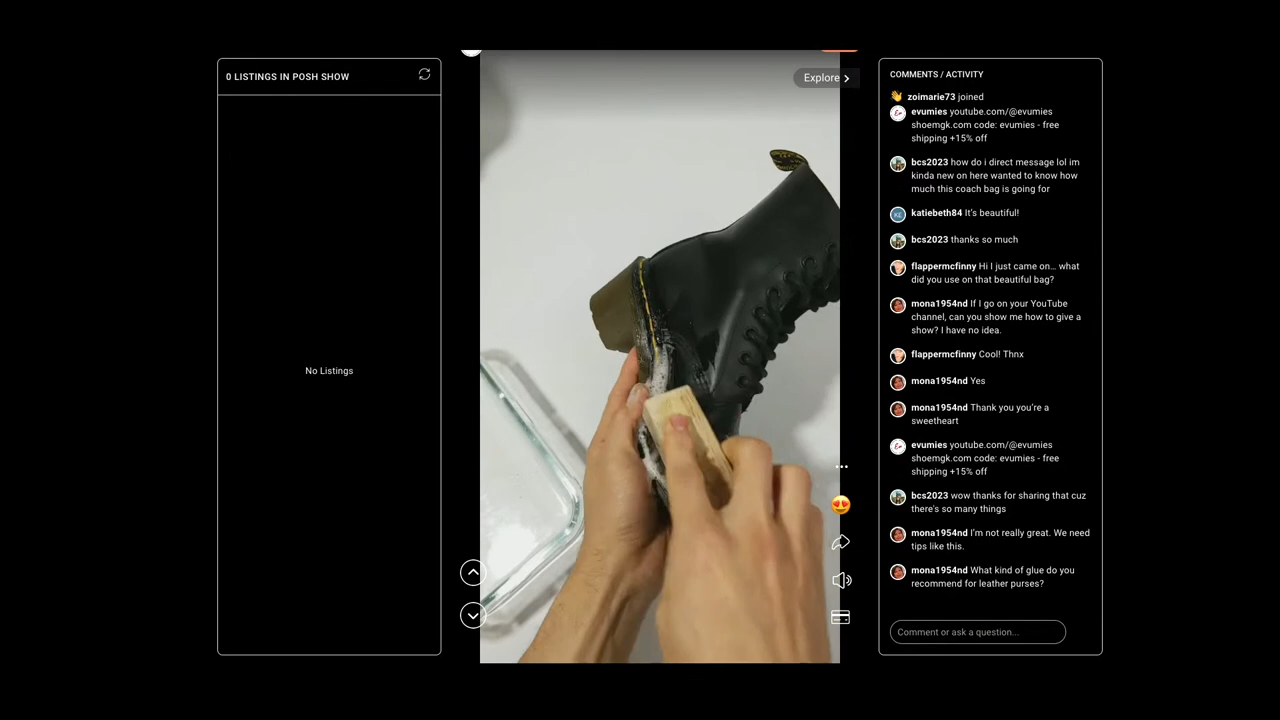 0 LISTINGS IN POSH SHOW
No Listings
Explore
COMMENTS / ACTIVITY
zoimarie73 joined
evumies youtube.com/@evumies
shoemgk.com code: evumies - free
shipping +15% off
bcs2023 how do i direct message lol im
kinda new on here wanted to know how
much this coach bag is going for
KE
katiebeth84 It's beautiful!
bcs2023 thanks so much
flappermcfinny Hi I just came on… what
did you use on that beautiful bag?
mona1954nd If I go on your YouTube
channel, can you show me how to give a
show? I have no idea.
flappermcfinny Cool! Thnx
mona1954nd Yes
mona1954nd Thank you you're a
sweetheart
evumies youtube.com/@evumies
shoemgk.com code: evumies - free
shipping +15% off
bcs2023 wow thanks for sharing that cuz
there's so many things
mona1954nd I'm not really great. We need
tips like this.
mona1954nd What kind of glue do you
recommend for leather purses?
Comment or ask a question...